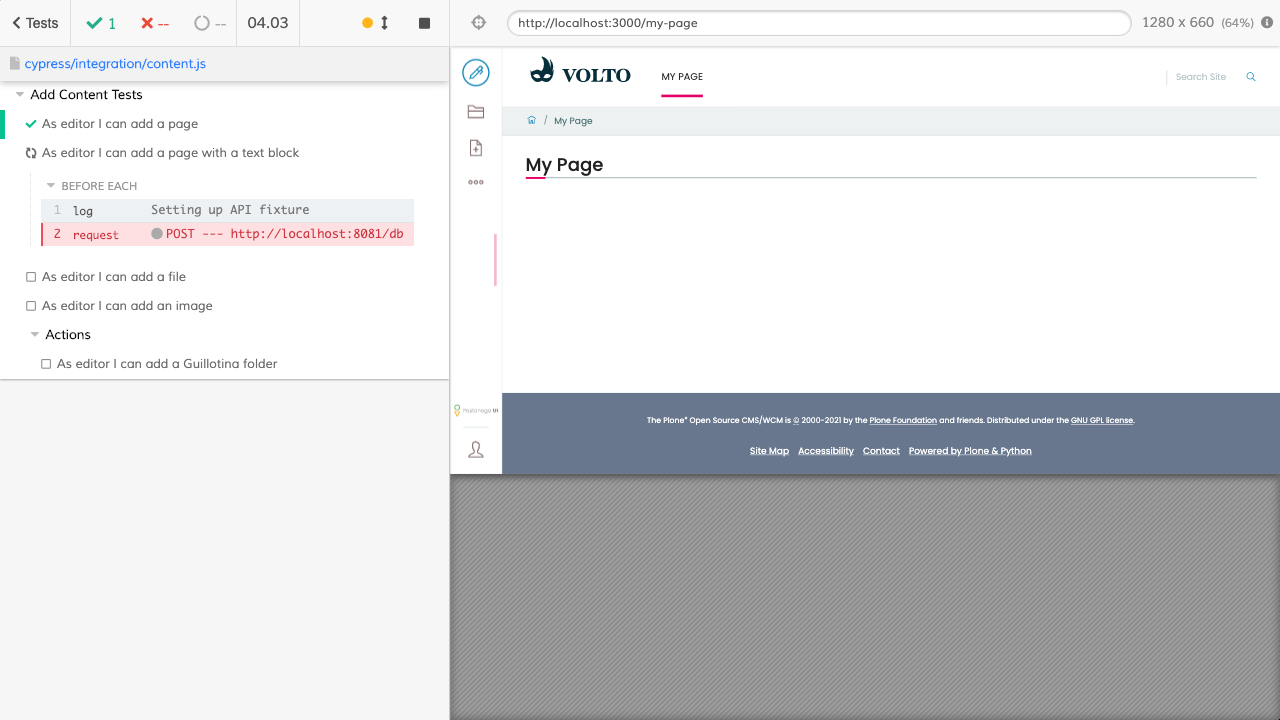 Tests
1
--
--
04.03
http://localhost:3000/my-page
1280 x 660 (64%)
cypress/integration/content.js
Add Content Tests
As editor I can add a page
As editor I can add a page with a text block
BEFORE EACH
1 log Setting up API fixture
2 request POST --- http://localhost:8081/db
As editor I can add a file
As editor I can add an image
Actions
As editor I can add a Guillotina folder
VOLTO
MY PAGE
Search Site
/ My Page
My Page
Pastanaga UI
The Plone® Open Source CMS/WCM is © 2000-2021 by the Plone Foundation and friends. Distributed under the GNU GPL license.
Site Map Accessibility Contact Powered by Plone & Python